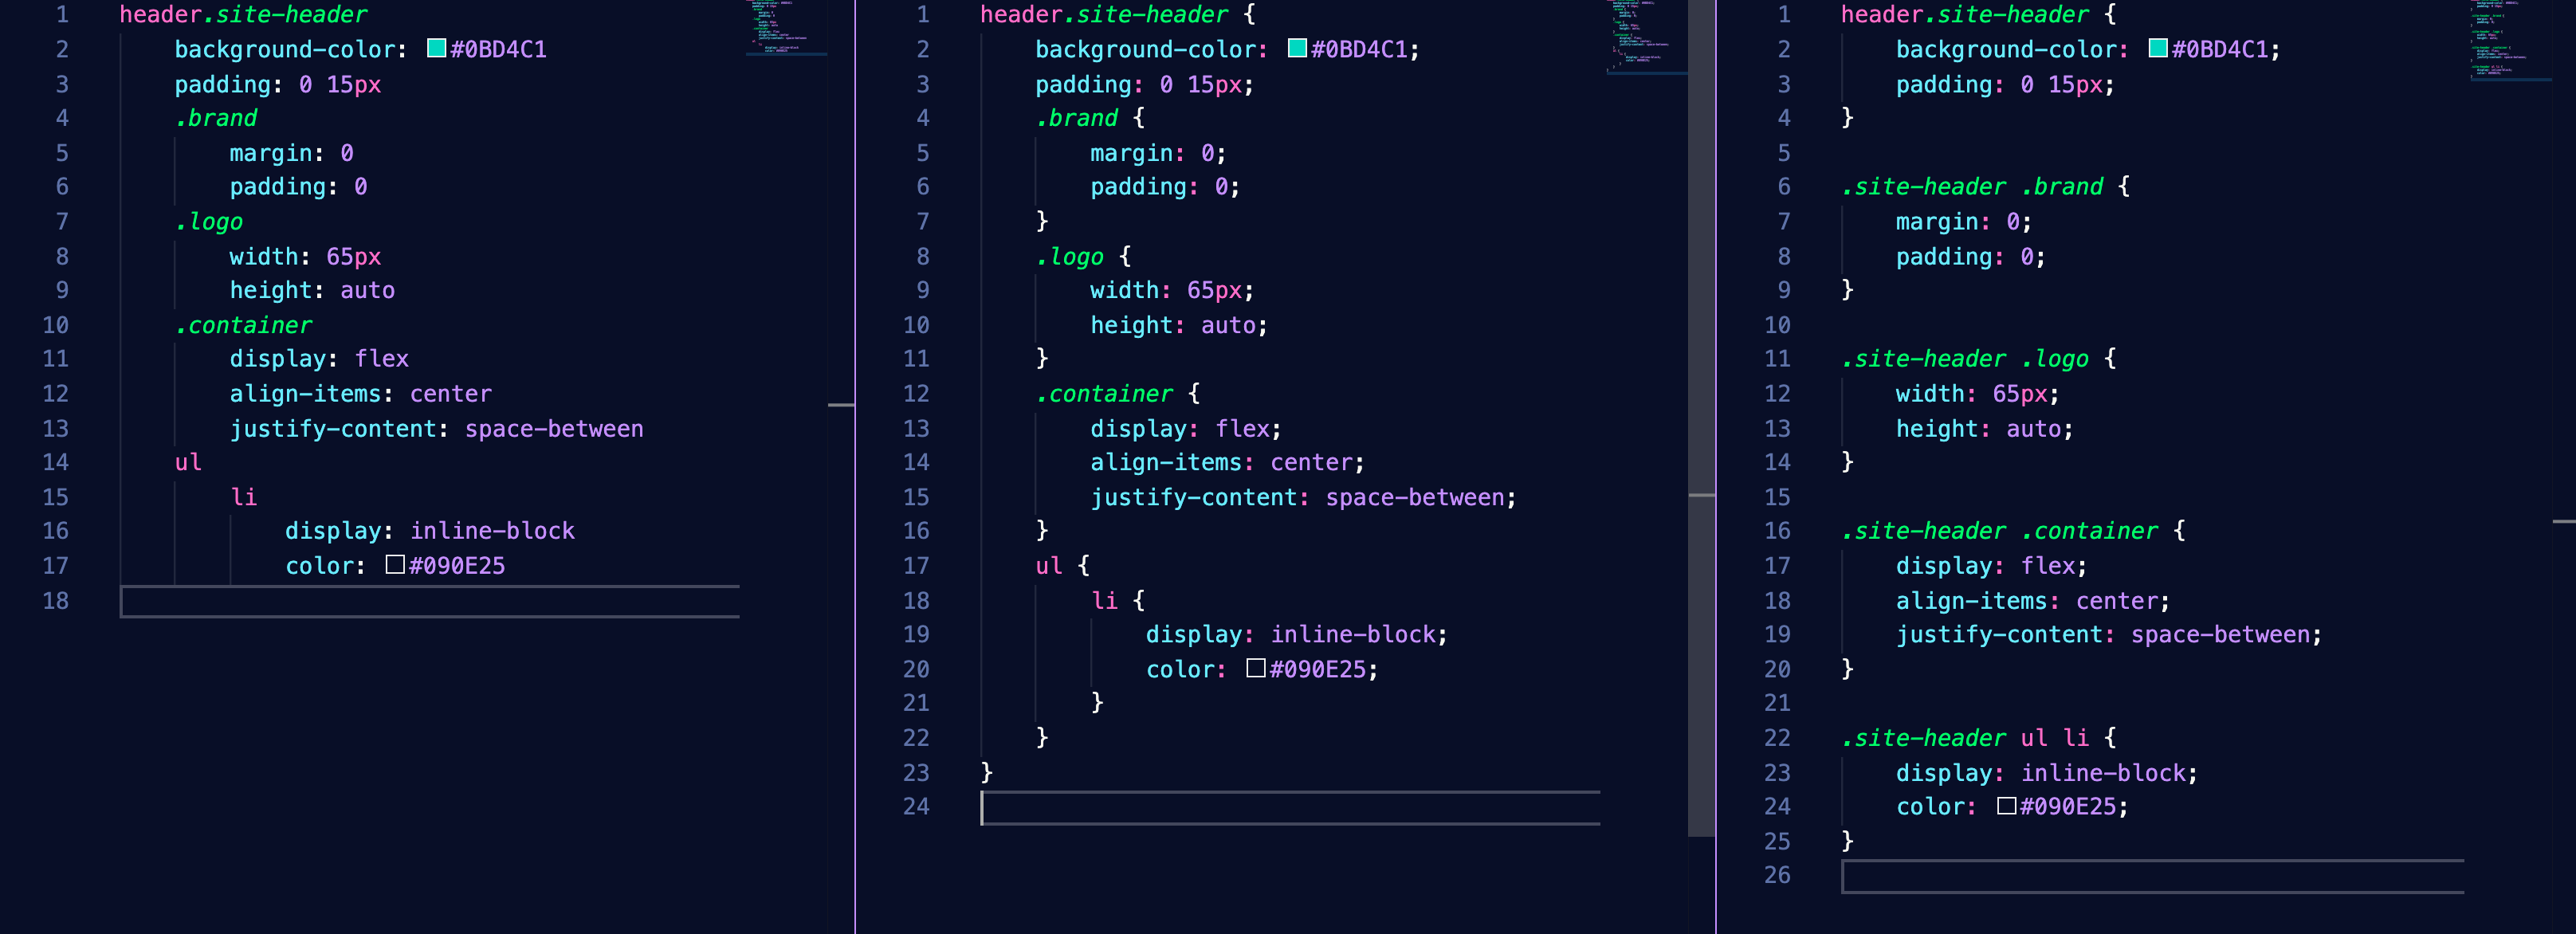 1 header.site-header
2 background-color: #0BD4C1
3 padding: 0 15px
4 .brand
5 margin: 0
6 padding: 0
7 .logo
8 width: 65px
9 height: auto
10 .container
11 display: flex
12 align-items: center
13 justify-content: space-between
14 ul
15 li
16 display: inline-block
17 color: #090E25
18
1 header.site-header {
2 background-color: #0BD4C1;
3 padding: 0 15px;
4 .brand {
5 margin: 0;
6 padding: 0;
7 }
8 .logo {
9 width: 65px;
10 height: auto;
11 }
12 .container {
13 display: flex;
14 align-items: center;
15 justify-content: space-between;
16 }
17 ul {
18 li {
19 display: inline-block;
20 color: #090E25;
21 }
22 }
23 }
24
1 header.site-header {
2 background-color: #0BD4C1;
3 padding: 0 15px;
4 }
5
6 .site-header .brand {
7 margin: 0;
8 padding: 0;
9 }
10
11 .site-header .logo {
12 width: 65px;
13 height: auto;
14 }
15
16 .site-header .container {
17 display: flex;
18 align-items: center;
19 justify-content: space-between;
20 }
21
22 .site-header ul li {
23 display: inline-block;
24 color: #090E25;
25 }
26